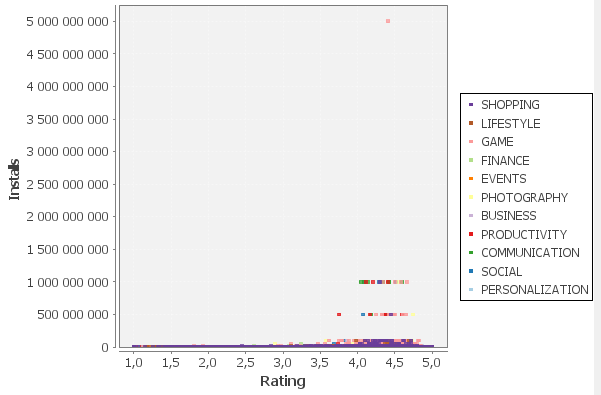 5 000 000 000
4 500 000 000
4 000 000 000
3 500 000 000
3 000 000 000
2 500 000 000
2 000 000 000
1 500 000 000
1 000 000 000
500 000 000
0
Installs
1,0 1,5 2,0 2,5 3,0 3,5 4,0 4,5 5,0
Rating
SHOPPING
LIFESTYLE
GAME
FINANCE
EVENTS
PHOTOGRAPHY
BUSINESS
PRODUCTIVITY
COMMUNICATION
SOCIAL
PERSONALIZATION